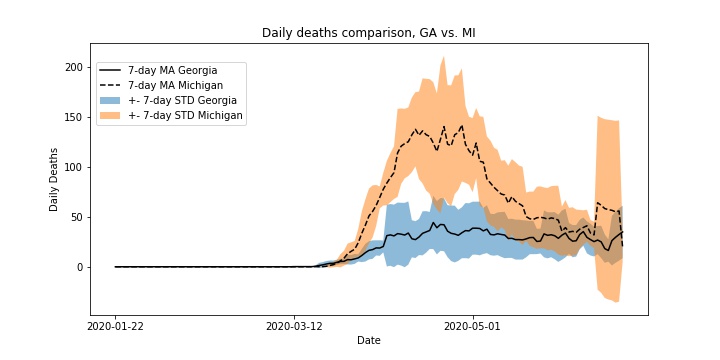 Daily deaths comparison, GA vs. MI
7-day MA Georgia
7-day MA Michigan
+- 7-day STD Georgia
+- 7-day STD Michigan
200
150
100
50
0
Daily Deaths
2020-01-22
2020-03-12
2020-05-01
Date